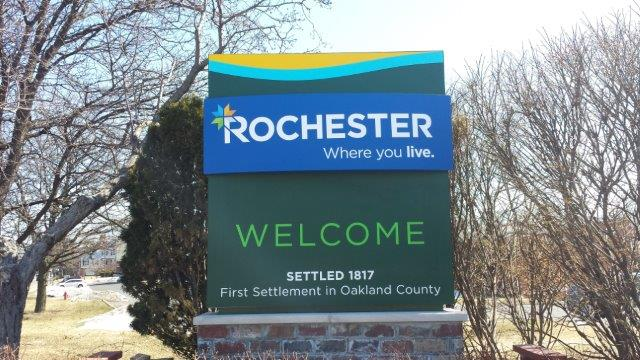 ROCHESTER
Where you live.
WELCOME
SETTLED 1817
First Settlement in Oakland County